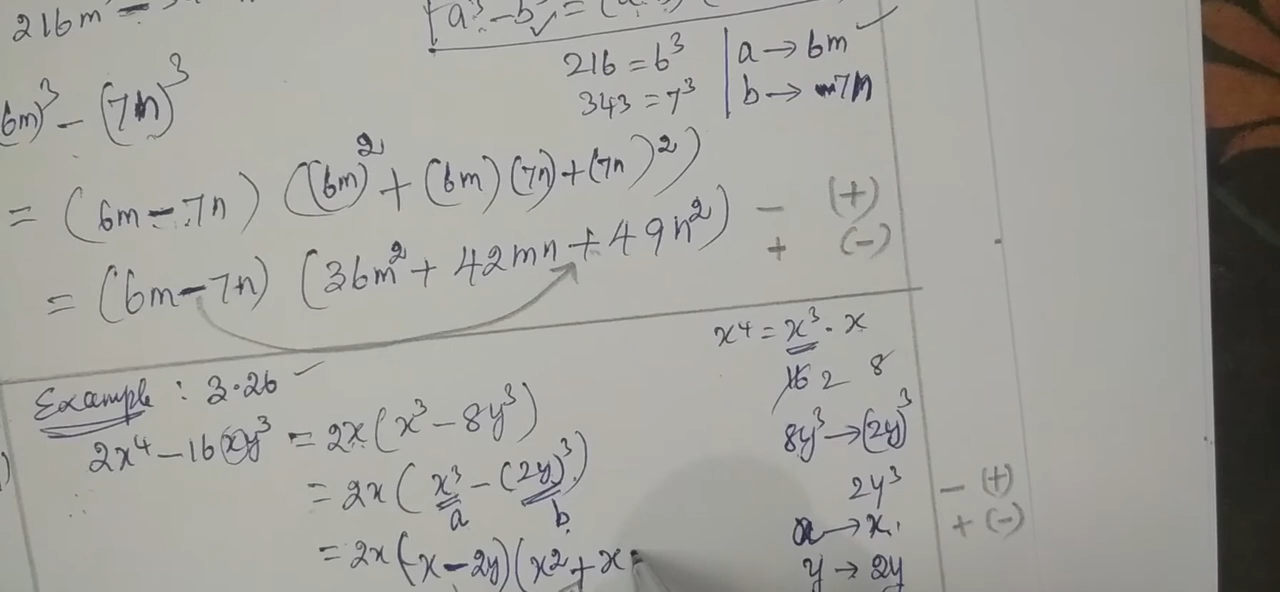 216m
a³ - b³ = (a
216 = 6³ | a → 6m
343 = 7³ | b → 7n
6m)³ - (7n)³
= (6m - 7n) ((6m)² + (6m) (7n) + (7n)²)
= (6m - 7n) (36m² + 42mn + 49n²)
- (+)
+ (-)
x⁴ = x³ · x
Example : 3.26
16 2 8
2x⁴ - 16xy³ = 2x (x³ - 8y³)
8y³ → (2y)³
= 2x (x³ - (2y)³)
a b
2y³
- (+)
+ (-)
a → x
= 2x (x - 2y) (x2 + x
y → 2y